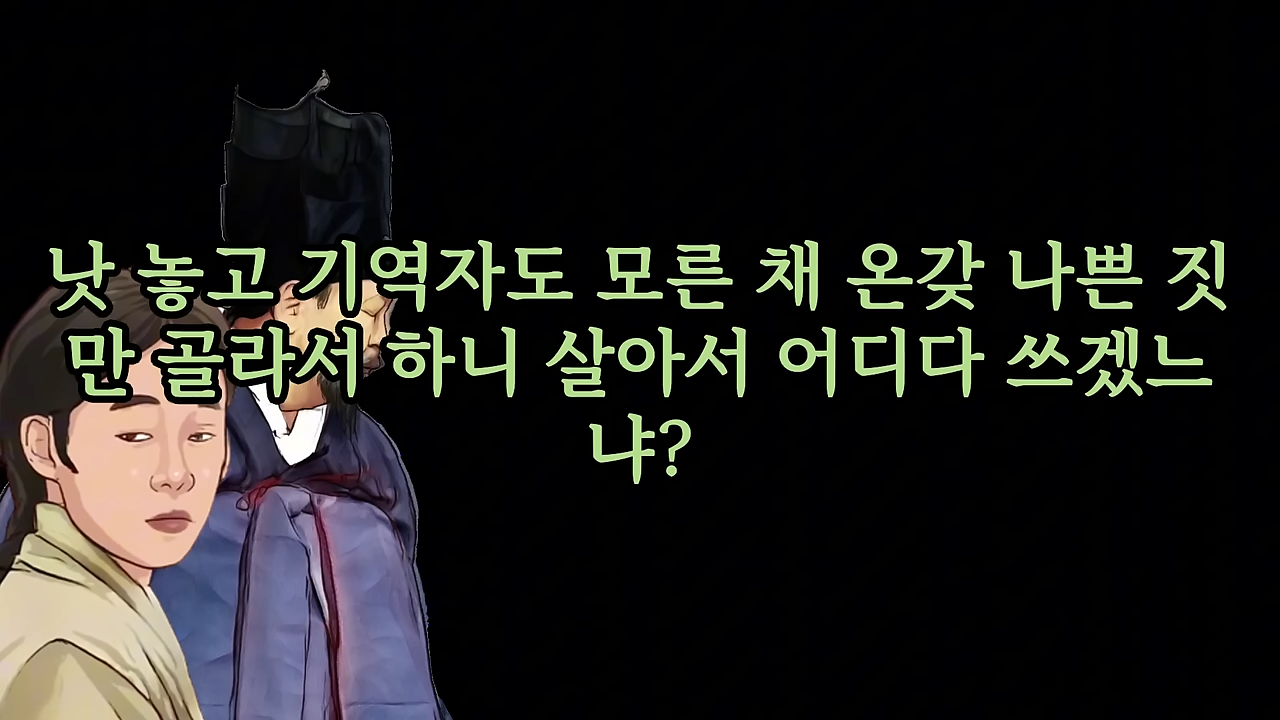 낫 놓고 기역자도 모른 채 온갖 나쁜 짓
만 골라서 하니 살아서 어디다 쓰겠느
냐?